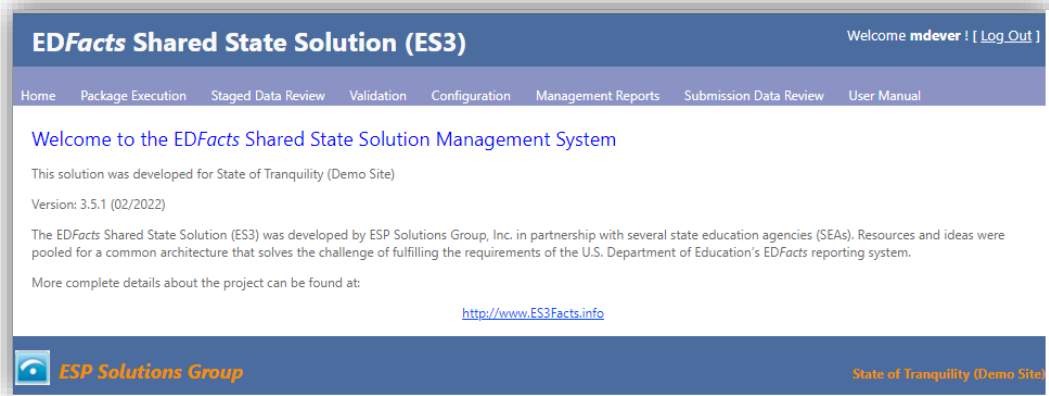 EDFacts Shared State Solution (ES3)
Welcome mdever ! [ Log Out ]
Home Package Execution Staged Data Review Validation Configuration Management Reports Submission Data Review User Manual
Welcome to the EDFacts Shared State Solution Management System
This solution was developed for State of Tranquility (Demo Site)
Version: 3.5.1 (02/2022)
The EDFacts Shared State Solution (ES3) was developed by ESP Solutions Group, Inc. in partnership with several state education agencies (SEAs). Resources and ideas were
pooled for a common architecture that solves the challenge of fulfilling the requirements of the U.S. Department of Education's EDFacts reporting system.
More complete details about the project can be found at:
http://www.ES3Facts.info
ESP Solutions Group
State of Tranquility (Demo Site)